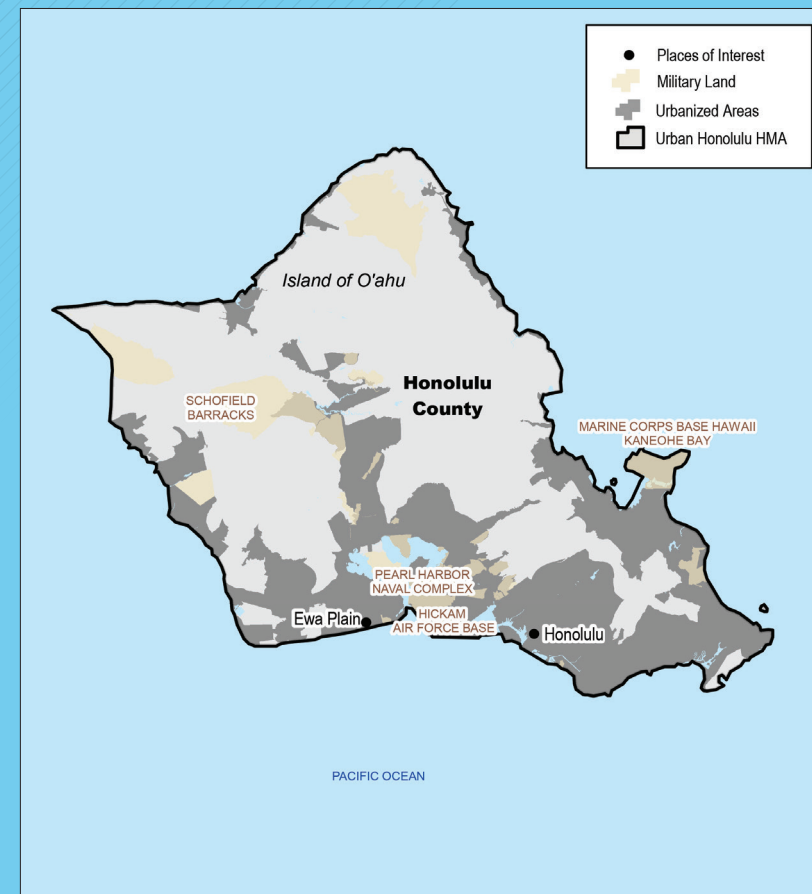 Places of Interest
Military Land
Urbanized Areas
Urban Honolulu HMA
Island of O'ahu
Honolulu
County
SCHOFIELD
BARRACKS
MARINE CORPS BASE HAWAII
KANEOHE BAY
PEARL HARBOR
NAVAL COMPLEX
HICKAM
AIR FORCE BASE
Ewa Plain
Honolulu
PACIFIC OCEAN